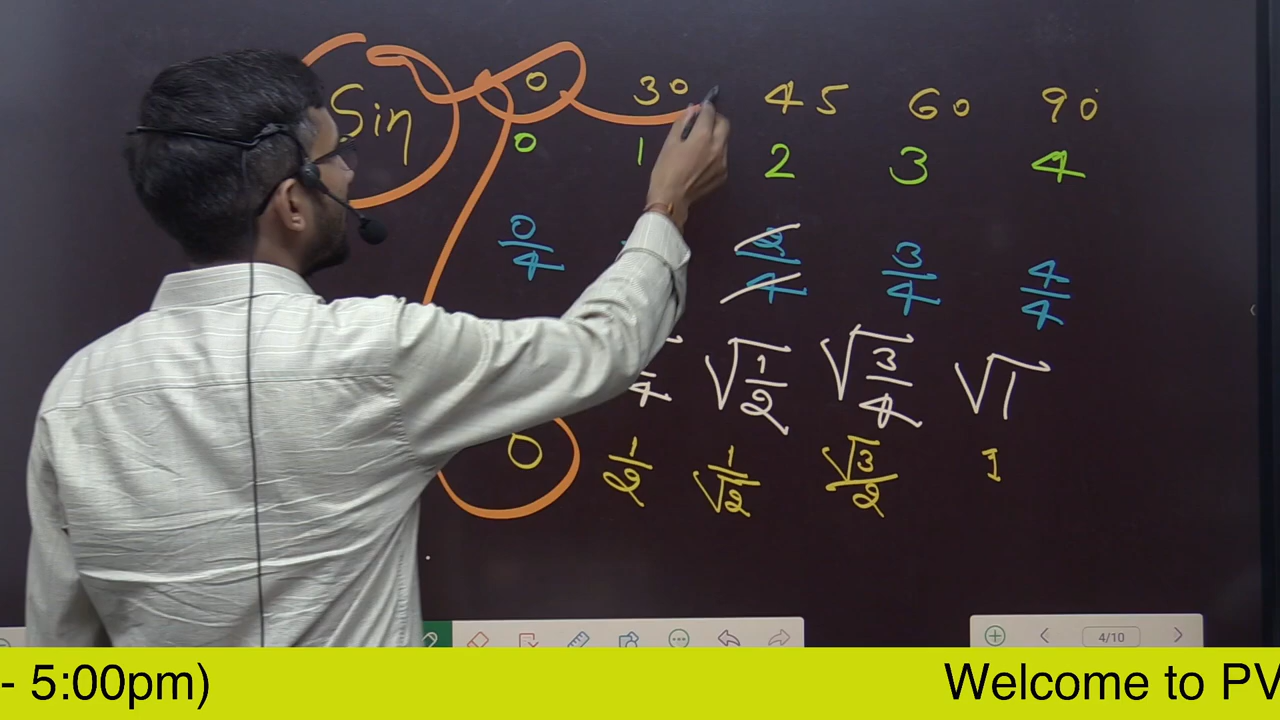 Sin 0 30 45 60 90
0 1 2 3 4
0/4 2/4 3/4 4/4
4 √1/2 √3/4 √1
0 1/2 1/√2 √3/2 1
4/10
- 5:00pm) Welcome to PV